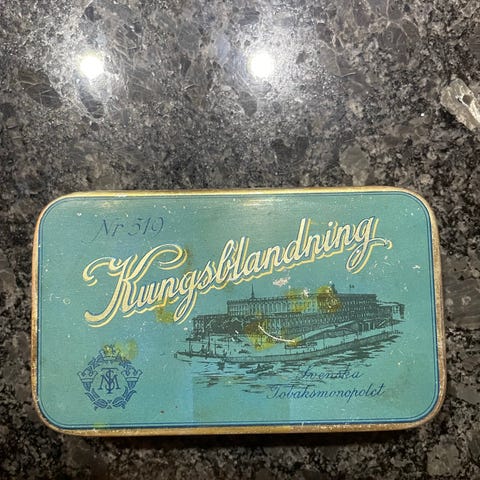 Nr 519
Kungsblandning
Svenska
Tobaksmonopolet